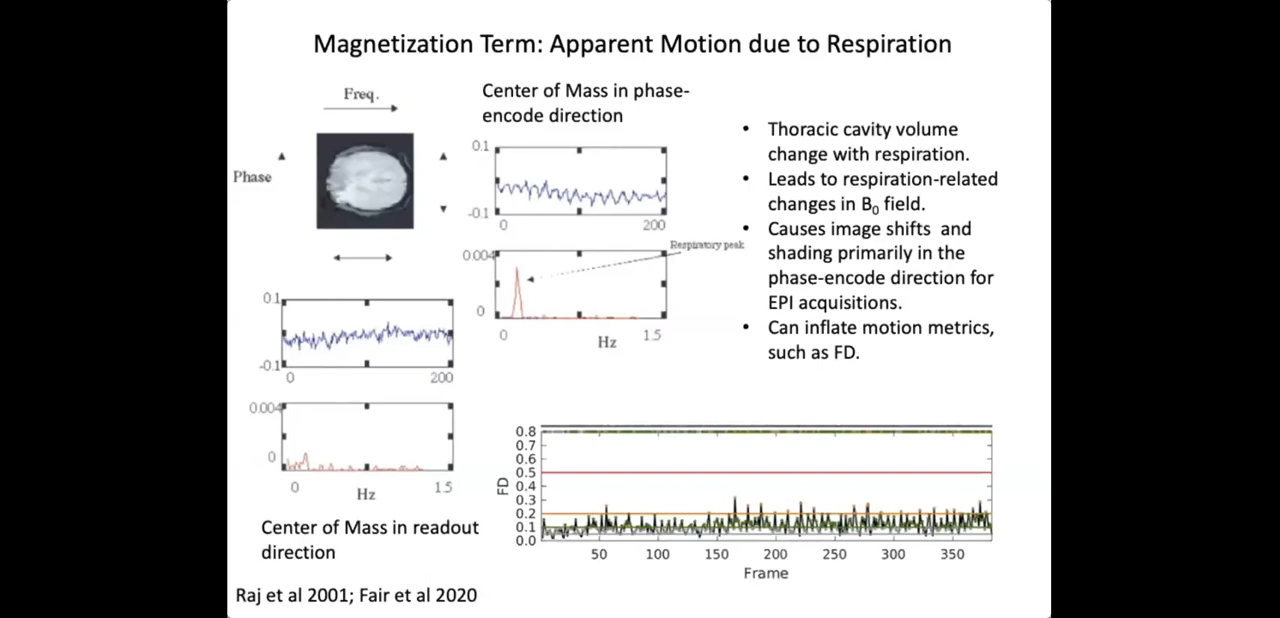 Magnetization Term: Apparent Motion due to Respiration
Freq.
Phase
Center of Mass in phase-
encode direction
0.1
-0.1
0
200
Respiratory peak
0.004
0
0
Hz
1.5
0.1
-0.1
0
200
0.004
0
0
Hz
1.5
Center of Mass in readout
direction
• Thoracic cavity volume
change with respiration.
• Leads to respiration-related
changes in B0 field.
• Causes image shifts and
shading primarily in the
phase-encode direction for
EPI acquisitions.
• Can inflate motion metrics,
such as FD.
0.8
0.7
0.6
0.5
0.4
0.3
0.2
0.1
0.0
FD
50 100 150 200 250 300 350
Frame
Raj et al 2001; Fair et al 2020